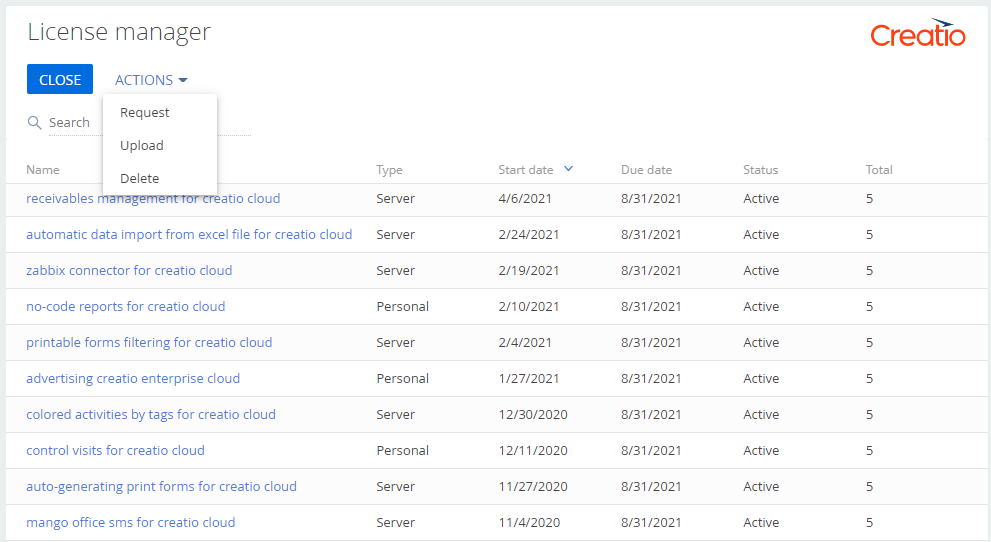 License manager
Creatio
CLOSE ACTIONS
Request
Search
Upload
Delete
Name Type Start date Due date Status Total
receivables management for creatio cloud Server 4/6/2021 8/31/2021 Active 5
automatic data import from excel file for creatio cloud Server 2/24/2021 8/31/2021 Active 5
zabbix connector for creatio cloud Server 2/19/2021 8/31/2021 Active 5
no-code reports for creatio cloud Personal 2/10/2021 8/31/2021 Active 5
printable forms filtering for creatio cloud Server 2/4/2021 8/31/2021 Active 5
advertising creatio enterprise cloud Personal 1/27/2021 8/31/2021 Active 5
colored activities by tags for creatio cloud Server 12/30/2020 8/31/2021 Active 5
control visits for creatio cloud Personal 12/11/2020 8/31/2021 Active 5
auto-generating print forms for creatio cloud Server 11/27/2020 8/31/2021 Active 5
mango office sms for creatio cloud Server 11/4/2020 8/31/2021 Active 5